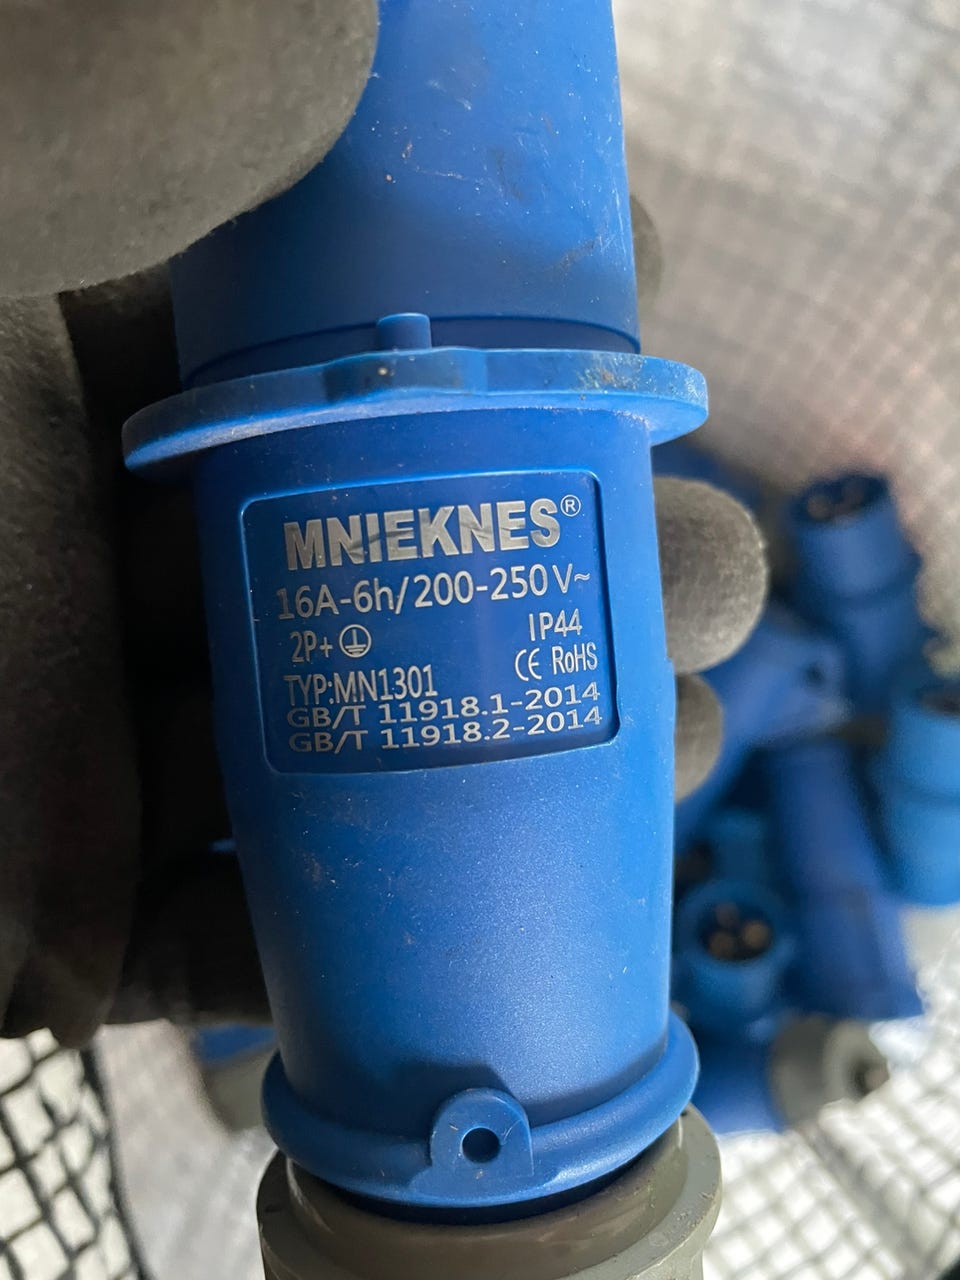 MNIEKNES®
16A-6h/200-250V~
2P+⏚ IP44
CE RoHS
TYP:MN1301
GB/T 11918.1-2014
GB/T 11918.2-2014